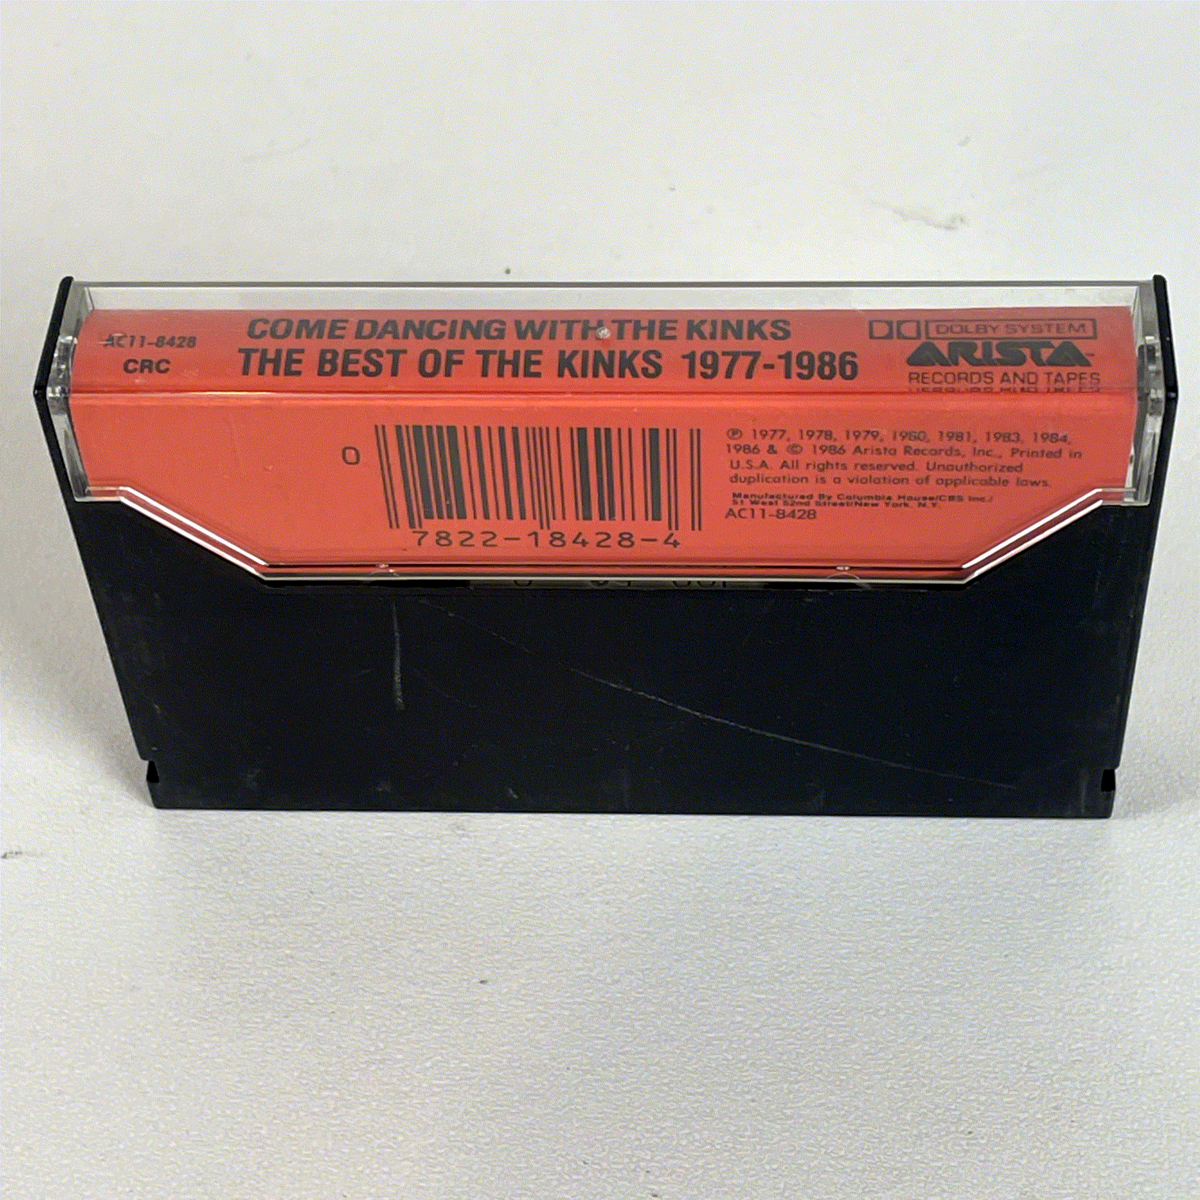 AC11-8428
CRC
COME DANCING WITH THE KINKS
THE BEST OF THE KINKS 1977-1986
DOLBY SYSTEM
ARISTA
RECORDS AND TAPES
0
7822-18428-4
℗ 1977, 1978, 1979, 1980, 1981, 1983, 1984,
1986 & © 1986 Arista Records, Inc., Printed in
U.S.A. All rights reserved. Unauthorized
duplication is a violation of applicable laws.
Manufactured By Columbia House/CBS Inc./
51 West 52nd Street/New York, N.Y.
AC11-8428